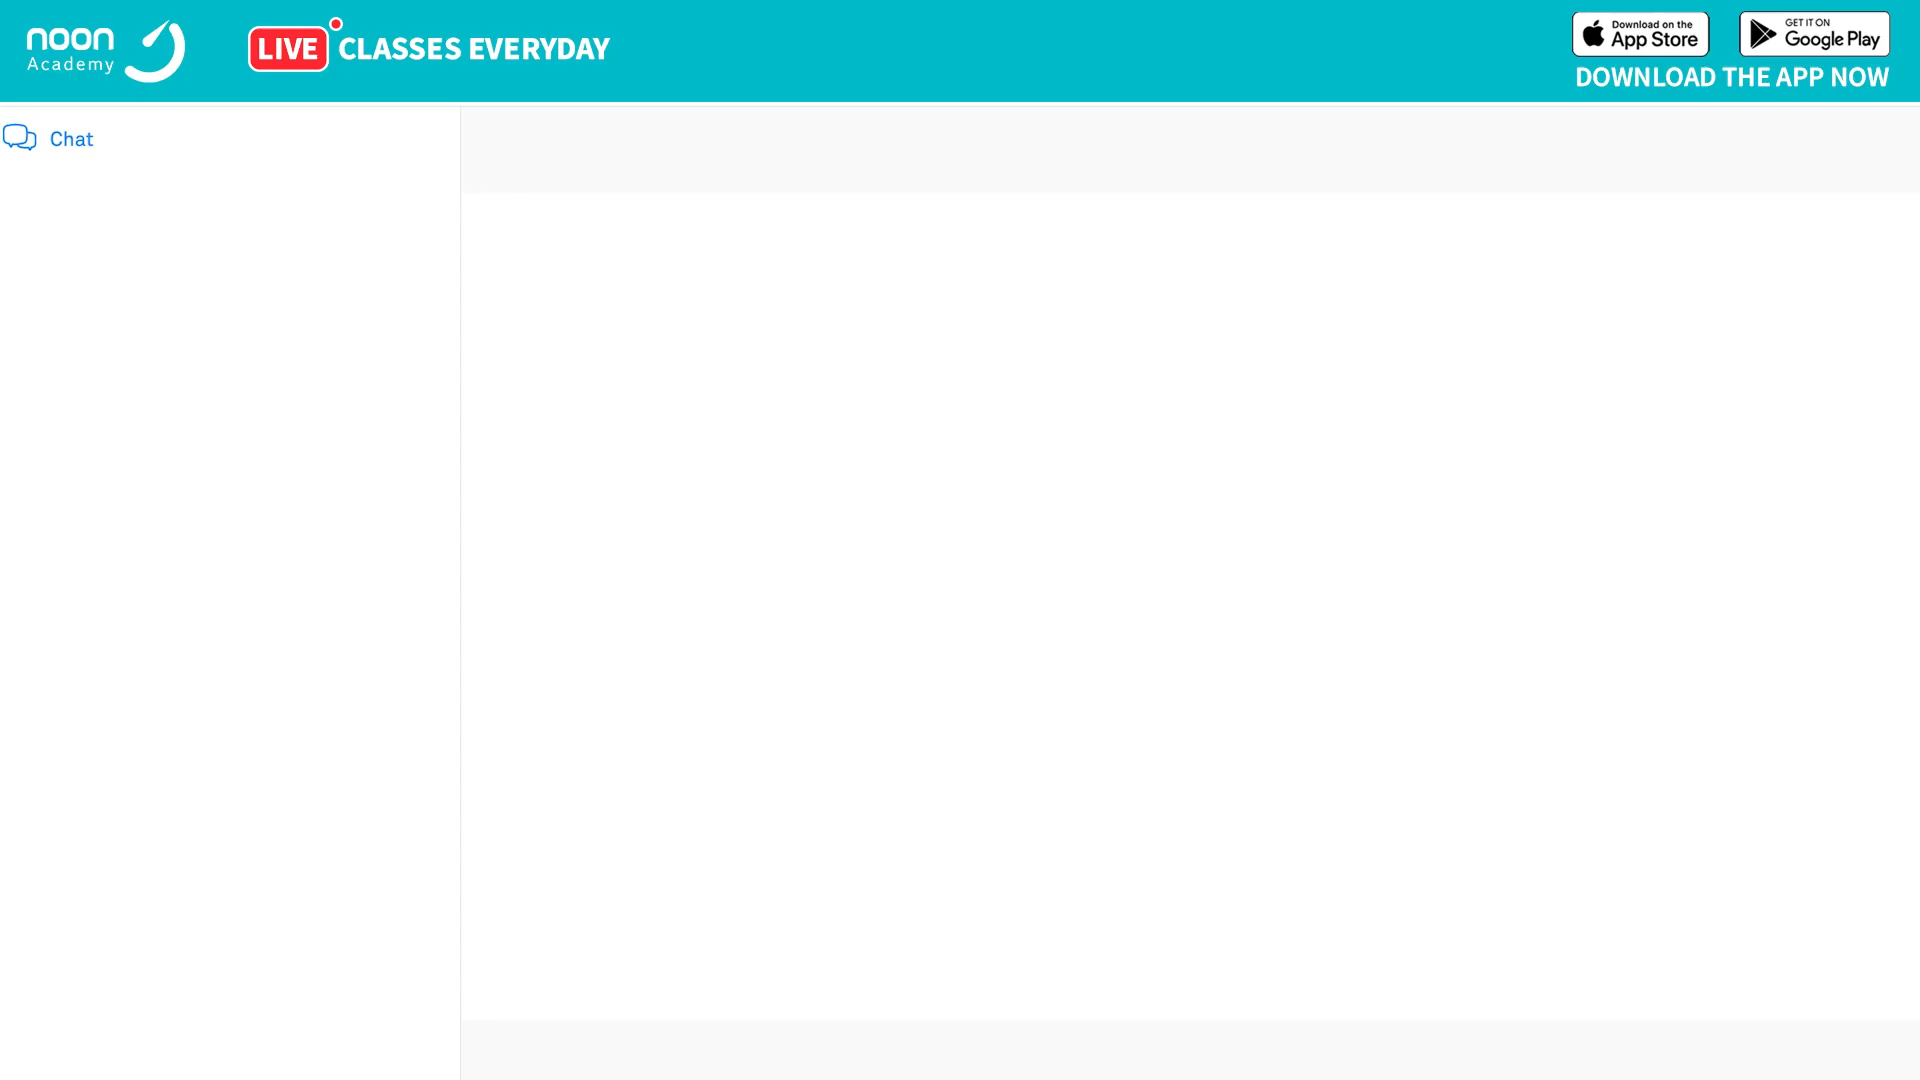 noon
Academy
LIVE CLASSES EVERYDAY
Download on the
App Store
GET IT ON
Google Play
DOWNLOAD THE APP NOW
Chat